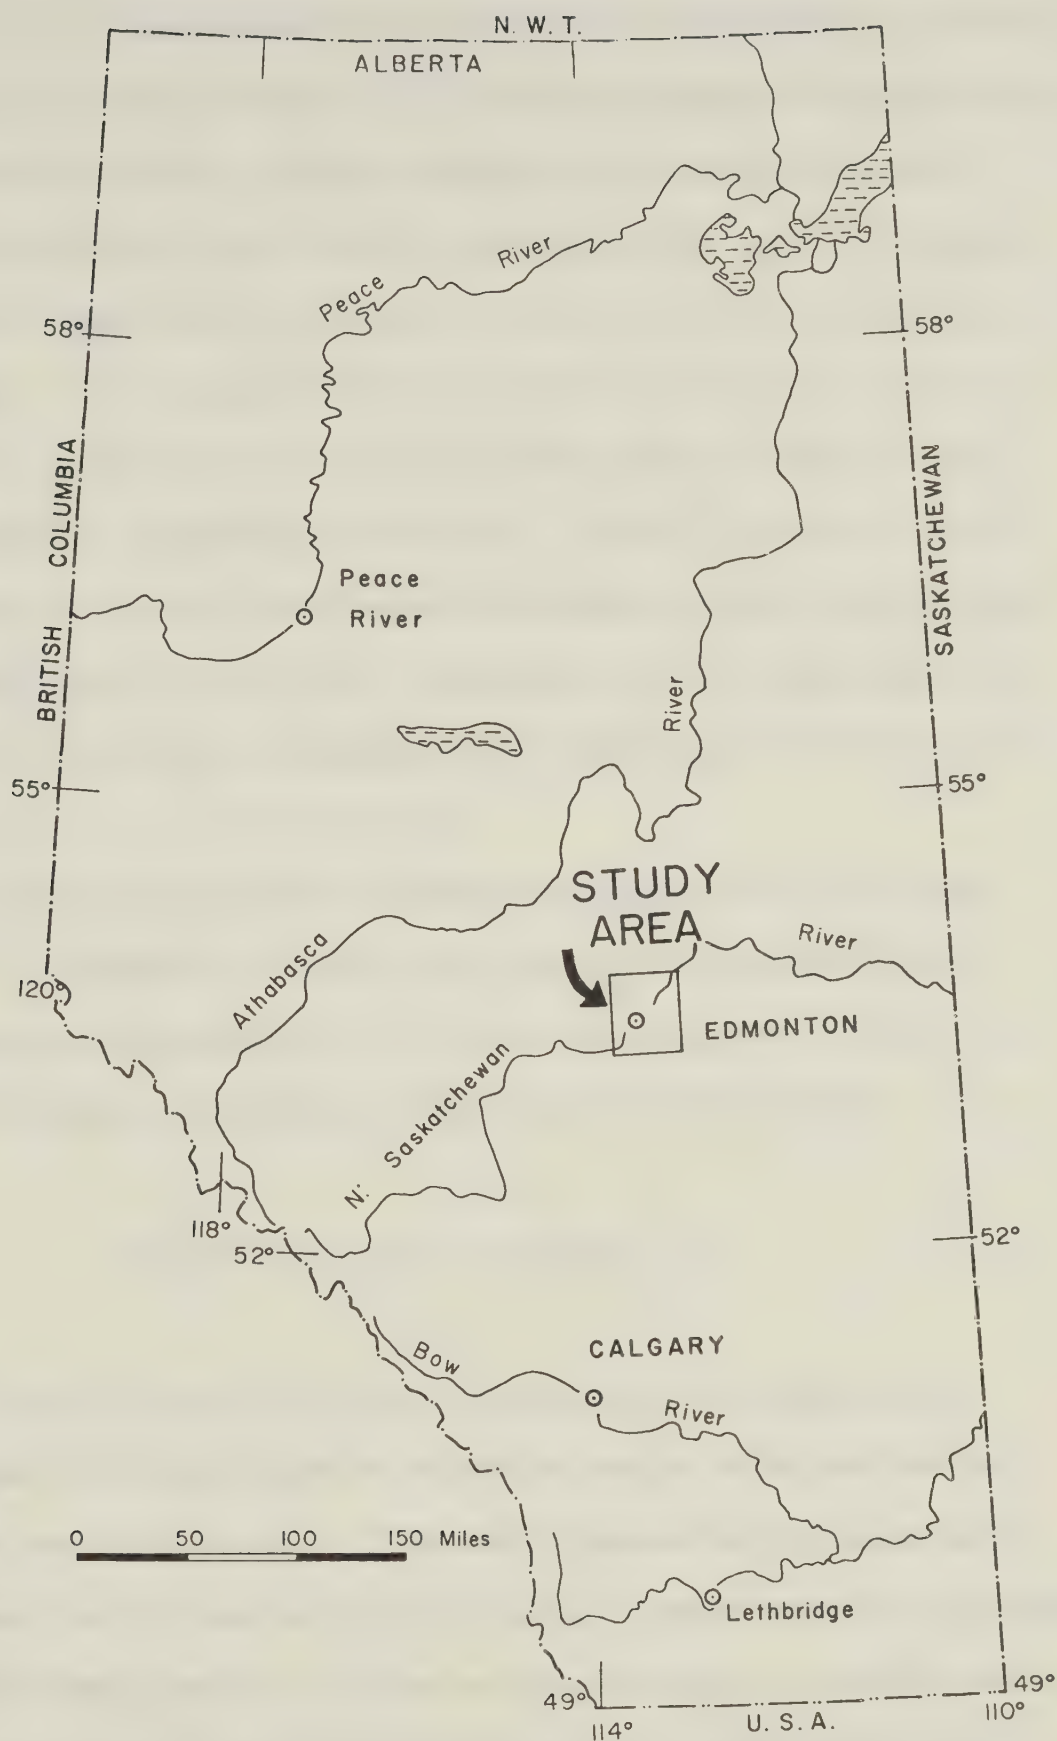 N. W. T.
ALBERTA
River
Peace
58°
58°
BRITISH COLUMBIA
SASKATCHEWAN
Peace
River
River
55°
55°
STUDY
AREA
River
Athabasca
120°
EDMONTON
N. Saskatchewan
118°
52°
52°
CALGARY
Bow
River
0 50 100 150 Miles
Lethbridge
49°
49°
114°
U. S. A.
110°